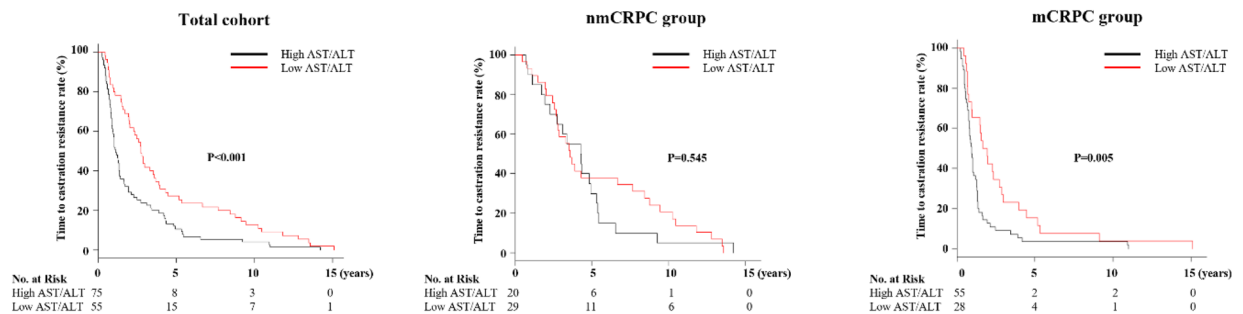 Total cohort
High AST/ALT
Low AST/ALT
Time to castration resistance rate (%)
100
80
60
40
20
0
P<0.001
0 5 10 15 (years)
No. at Risk
High AST/ALT 75 8 3 0
Low AST/ALT 55 15 7 1
nmCRPC group
High AST/ALT
Low AST/ALT
Time to castration resistance rate (%)
100
80
60
40
20
0
P=0.545
0 5 10 15 (years)
No. at Risk
High AST/ALT 20 6 1 0
Low AST/ALT 29 11 6 0
mCRPC group
High AST/ALT
Low AST/ALT
Time to castration resistance rate (%)
100
80
60
40
20
0
P=0.005
0 5 10 15 (years)
No. at Risk
High AST/ALT 55 2 2 0
Low AST/ALT 28 4 1 0